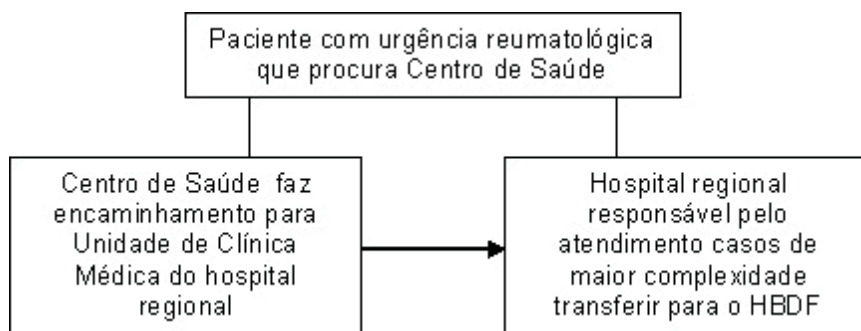 Paciente com urgência reumatológica
que procura Centro de Saúde
Centro de Saúde faz
encaminhamento para
Unidade de Clínica
Médica do hospital
regional
Hospital regional
responsável pelo
atendimento casos de
maior complexidade
transferir para o HBDF